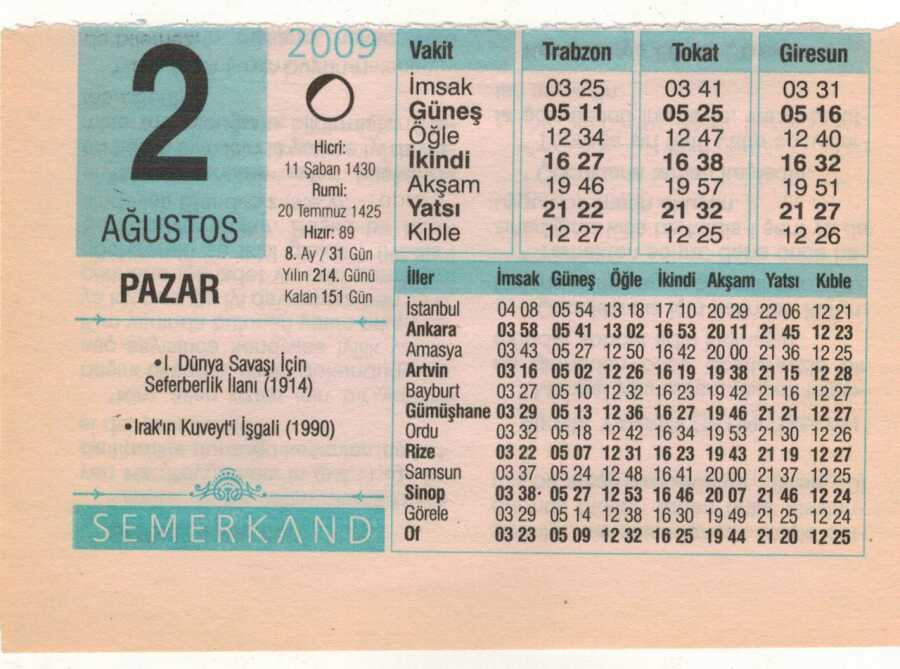 2
AĞUSTOS
PAZAR
2009
Hicri:
11 Şaban 1430
Rumi:
20 Temmuz 1425
Hızır: 89
8. Ay / 31 Gün
Yılın 214. Günü
Kalan 151 Gün
•I. Dünya Savaşı İçin
Seferberlik İlanı (1914)
•Irak'ın Kuveyt'i İşgali (1990)
SEMERKAND
Vakit Trabzon Tokat Giresun
İmsak 03 25 03 41 03 31
Güneş 05 11 05 25 05 16
Öğle 12 34 12 47 12 40
İkindi 16 27 16 38 16 32
Akşam 19 46 19 57 19 51
Yatsı 21 22 21 32 21 27
Kıble 12 27 12 25 12 26
İller İmsak Güneş Öğle İkindi Akşam Yatsı Kıble
İstanbul 04 08 05 54 13 18 17 10 20 29 22 06 12 21
Ankara 03 58 05 41 13 02 16 53 20 11 21 45 12 23
Amasya 03 43 05 27 12 50 16 42 20 00 21 36 12 25
Artvin 03 16 05 02 12 26 16 19 19 38 21 15 12 28
Bayburt 03 27 05 10 12 32 16 23 19 42 21 16 12 27
Gümüşhane 03 29 05 13 12 36 16 27 19 46 21 21 12 27
Ordu 03 32 05 18 12 42 16 34 19 53 21 30 12 26
Rize 03 22 05 07 12 31 16 23 19 43 21 19 12 27
Samsun 03 37 05 24 12 48 16 41 20 00 21 37 12 25
Sinop 03 38 05 27 12 53 16 46 20 07 21 46 12 24
Görele 03 29 05 14 12 38 16 30 19 49 21 25 12 24
Of 03 23 05 09 12 32 16 25 19 44 21 20 12 25